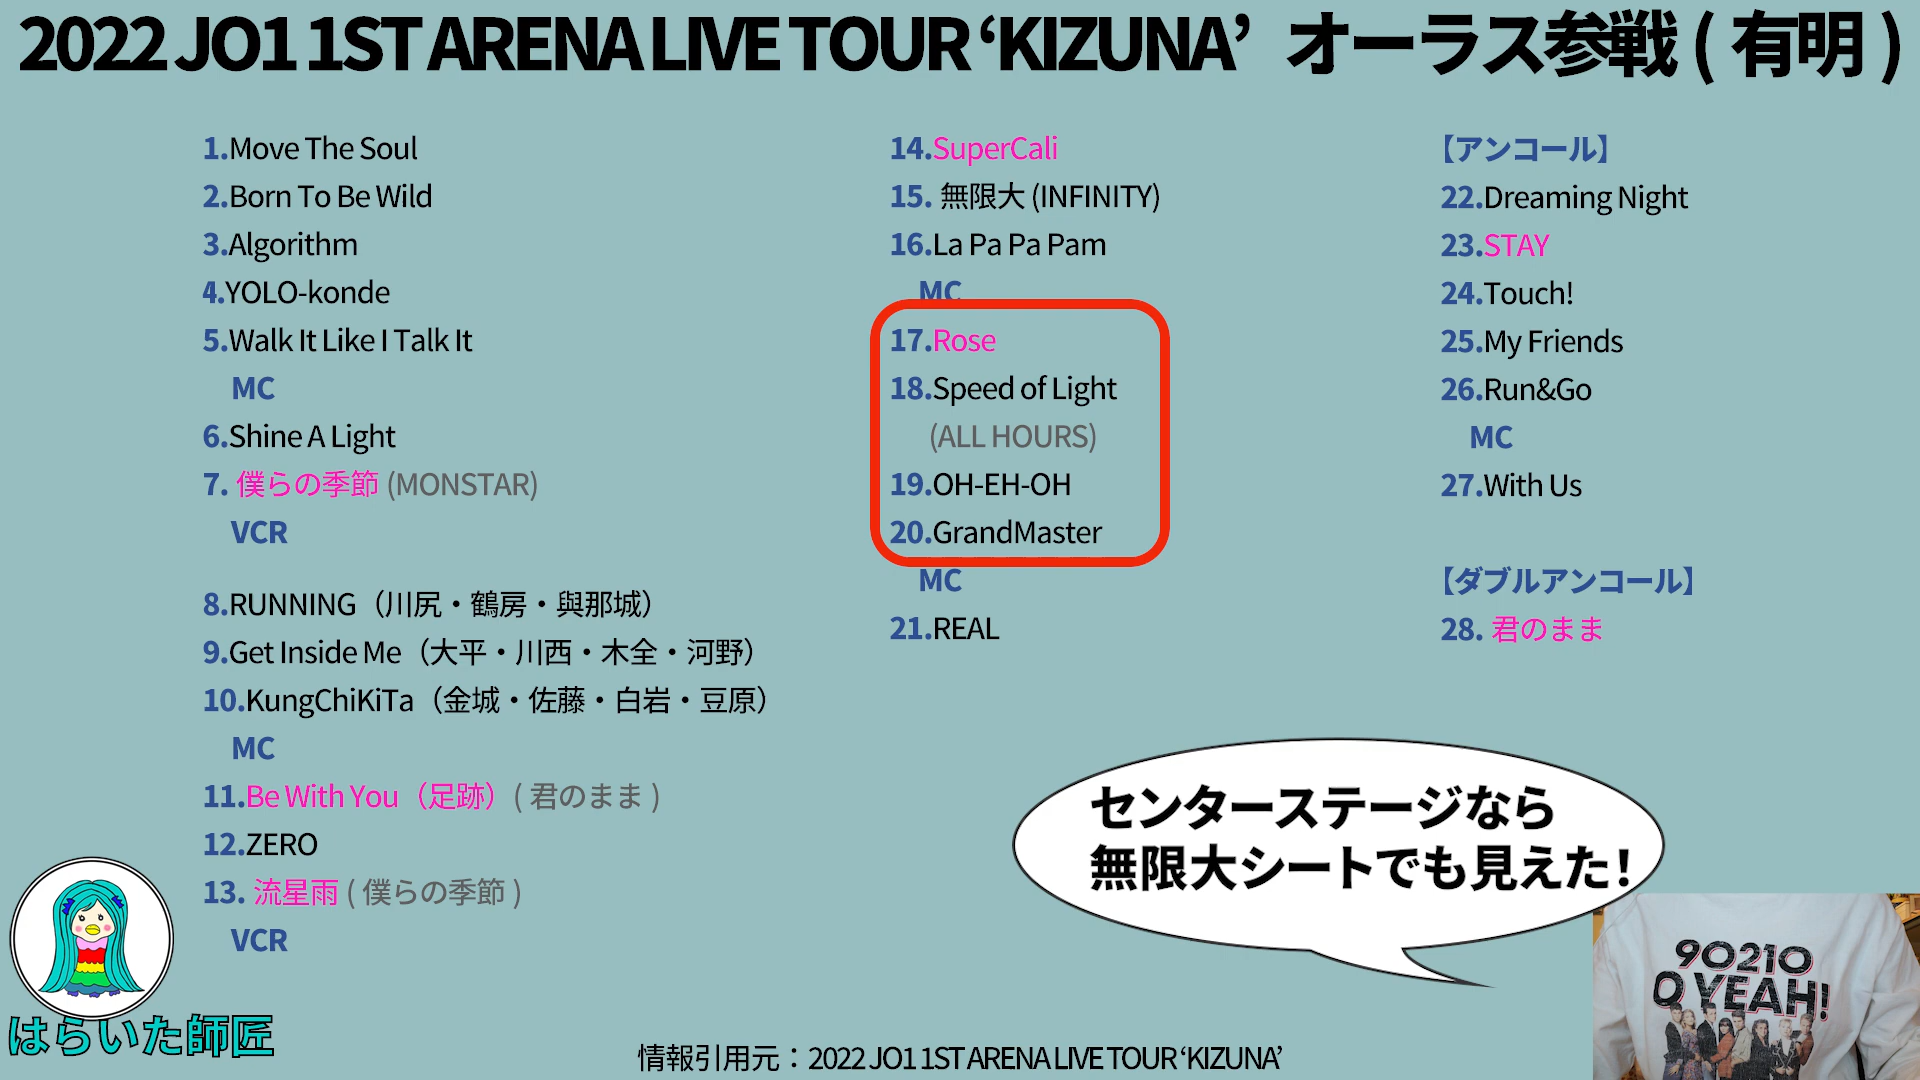 2022 JO1 1ST ARENA LIVE TOUR ‘KIZUNA’ オーラス参戦 ( 有明 )
1.Move The Soul
2.Born To Be Wild
3.Algorithm
4.YOLO-konde
5.Walk It Like I Talk It
MC
6.Shine A Light
7. 僕らの季節 (MONSTAR)
VCR
8.RUNNING（川尻・鶴房・與那城）
9.Get Inside Me（大平・川西・木全・河野）
10.KungChiKiTa（金城・佐藤・白岩・豆原）
MC
11.Be With You（足跡）( 君のまま )
12.ZERO
13. 流星雨 ( 僕らの季節 )
VCR
14.SuperCali
15. 無限大 (INFINITY)
16.La Pa Pa Pam
MC
17.Rose
18.Speed of Light
(ALL HOURS)
19.OH-EH-OH
20.GrandMaster
MC
21.REAL
【アンコール】
22.Dreaming Night
23.STAY
24.Touch!
25.My Friends
26.Run&Go
MC
27.With Us
【ダブルアンコール】
28. 君のまま
センターステージなら
無限大シートでも見えた！
90210
O YEAH!
はらいた師匠
情報引用元：2022 JO1 1ST ARENA LIVE TOUR ‘KIZUNA’